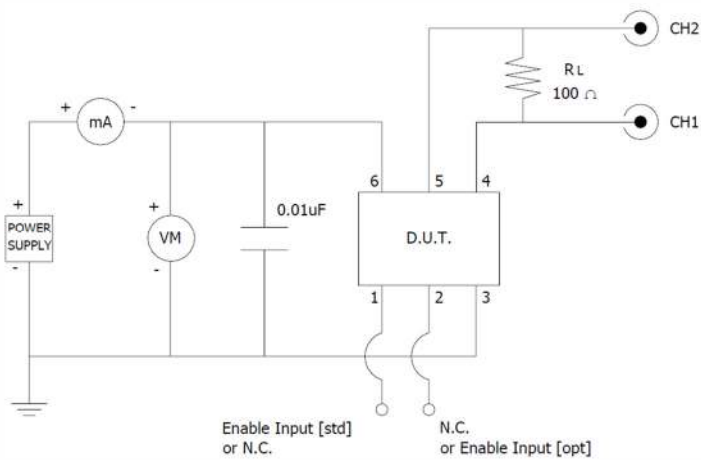 CH2
RL
100 Ω
CH1
+ -
mA
6 5 4
+
POWER
SUPPLY
-
+
VM
-
0.01uF
D.U.T.
1 2 3
Enable Input [std]
or N.C.
N.C.
or Enable Input [opt]